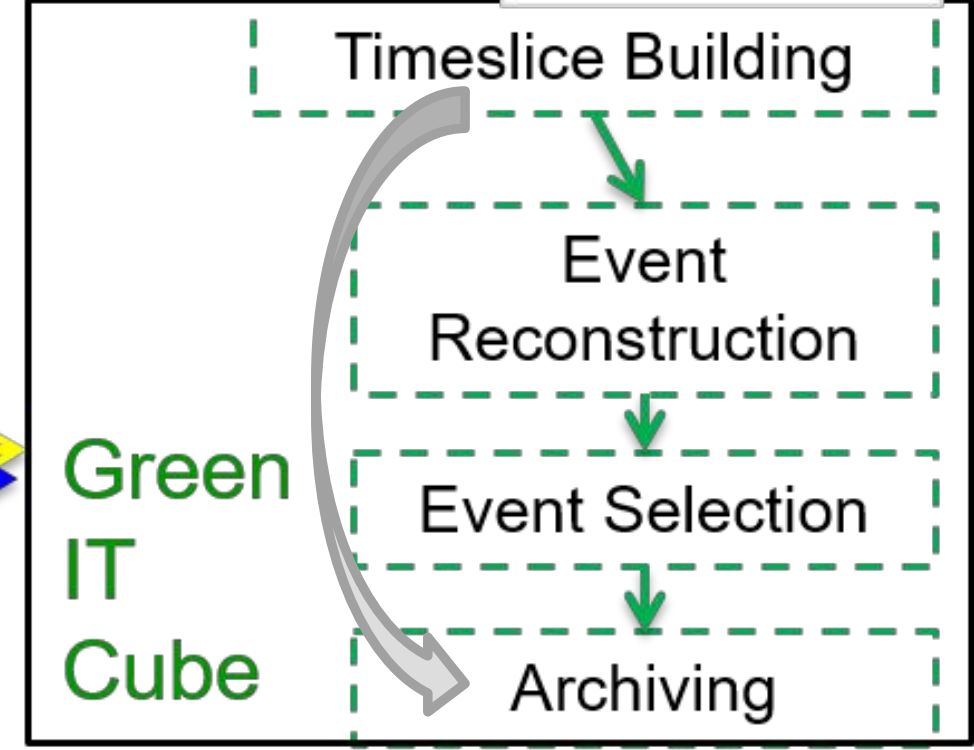 Timeslice Building
Event
Reconstruction
Event Selection
Archiving
Green
IT
Cube